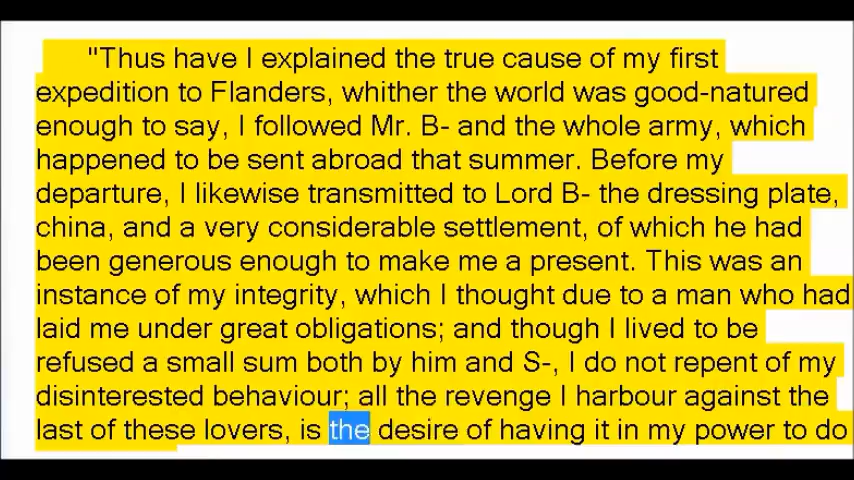 "Thus have I explained the true cause of my first
expedition to Flanders, whither the world was good-natured
enough to say, I followed Mr. B- and the whole army, which
happened to be sent abroad that summer. Before my
departure, I likewise transmitted to Lord B- the dressing plate,
china, and a very considerable settlement, of which he had
been generous enough to make me a present. This was an
instance of my integrity, which I thought due to a man who had
laid me under great obligations; and though I lived to be
refused a small sum both by him and S-, I do not repent of my
disinterested behaviour; all the revenge I harbour against the
last of these lovers, is the desire of having it in my power to do